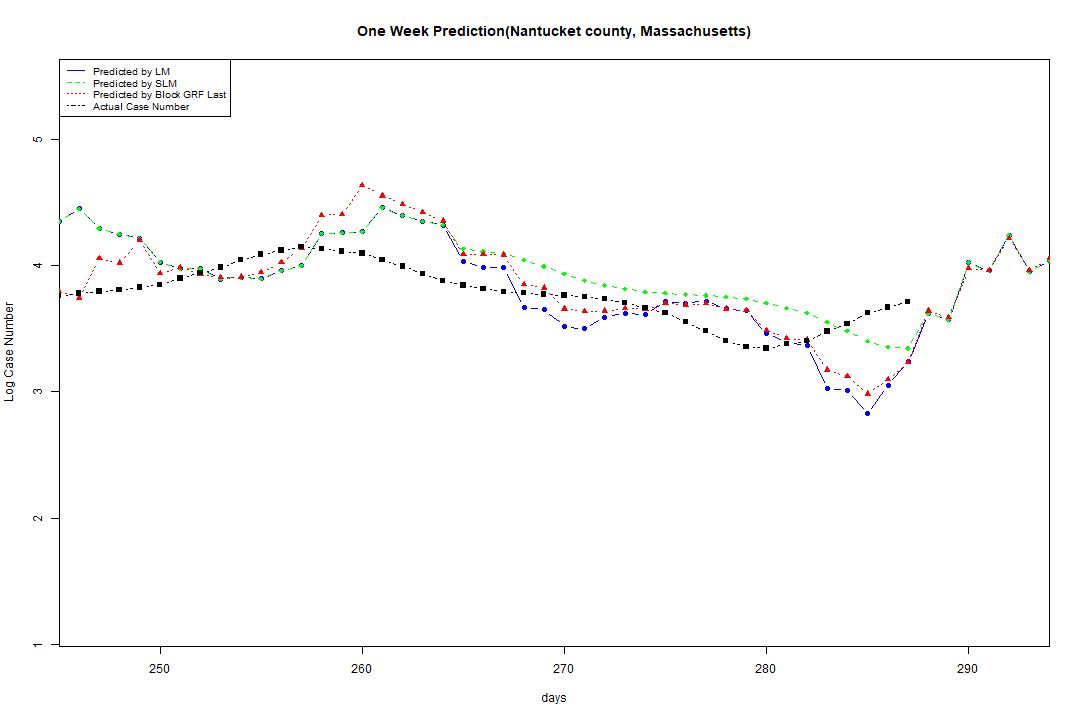 One Week Prediction(Nantucket county, Massachusetts)
Predicted by LM
Predicted by SLM
Predicted by Block GRF Last
Actual Case Number
5
4
3
2
1
Log Case Number
250 260 270 280 290
days